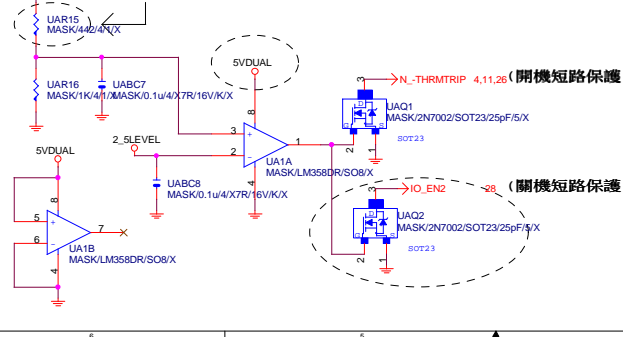 UAR15
MASK/442/4/1/X
5VDUAL
3
N_-THRMTRIP 4,11,26
(開機短路保護
UAR16
MASK/1K/4/1/X
UABC7
MASK/0.1u/4/X7R/16V/K/X
8
D
UAQ1
MASK/2N7002/SOT23/25pF/5/X
G
S
SOT23
2
1
2_5LEVEL
3
+
2
-
1
UA1A
MASK/LM358DR/SO8/X
4
5VDUAL
UABC8
MASK/0.1u/4/X7R/16V/K/X
3
IO_EN2 28
(關機短路保護
8
5
+
6
-
7
UA1B
MASK/LM358DR/SO8/X
4
D
UAQ2
MASK/2N7002/SOT23/25pF/5/X
G
S
SOT23
2
1
6
5